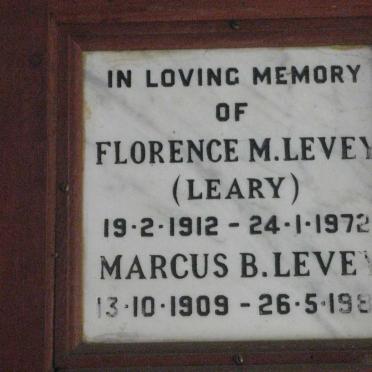 IN LOVING MEMORY
OF
FLORENCE M. LEVEY
(LEARY)
19·2·1912 – 24·1·1972
MARCUS B. LEVEY
13·10·1909 – 26·5·